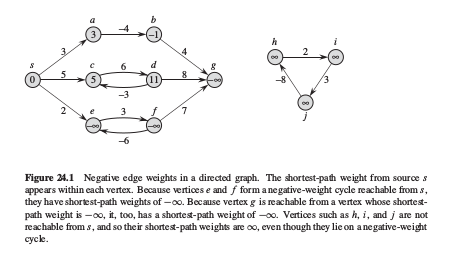 a b
3 −4 −1
3 4
s c d g
0 5 5 6 11 8 −∞
−3
2 7
e 3 f
−∞ −∞
−6
h i
∞ 2 ∞
−8 3
∞
j
Figure 24.1 Negative edge weights in a directed graph. The shortest-path weight from source s
appears within each vertex. Because vertices e and f form a negative-weight cycle reachable from s,
they have shortest-path weights of −∞. Because vertex g is reachable from a vertex whose shortest-
path weight is −∞, it, too, has a shortest-path weight of −∞. Vertices such as h, i, and j are not
reachable from s, and so their shortest-path weights are ∞, even though they lie on a negative-weight
cycle.